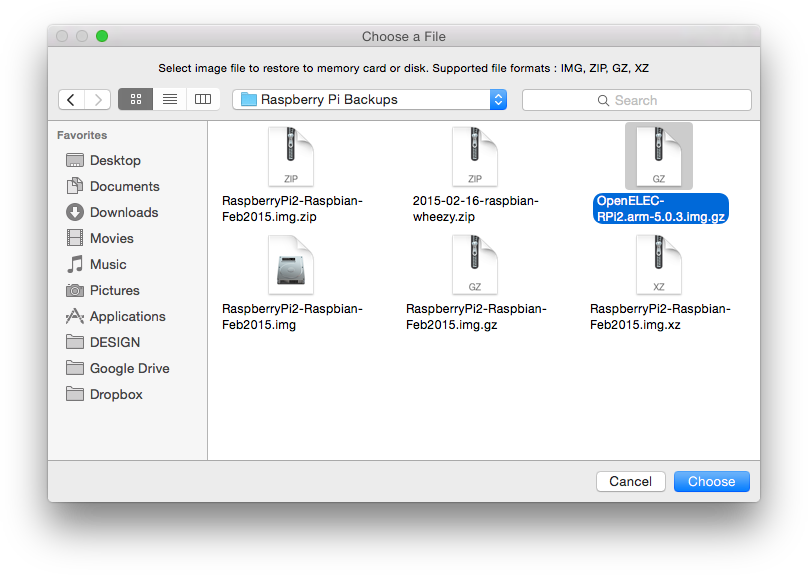 Choose a File
Select image file to restore to memory card or disk. Supported file formats : IMG, ZIP, GZ, XZ
Raspberry Pi Backups
Search
Favorites
Desktop
Documents
Downloads
Movies
Music
Pictures
Applications
DESIGN
Google Drive
Dropbox
ZIP
RaspberryPi2-Raspbian-
Feb2015.img.zip
ZIP
2015-02-16-raspbian-
wheezy.zip
GZ
OpenELEC-
RPi2.arm-5.0.3.img.gz
RaspberryPi2-Raspbian-
Feb2015.img
GZ
RaspberryPi2-Raspbian-
Feb2015.img.gz
XZ
RaspberryPi2-Raspbian-
Feb2015.img.xz
Cancel
Choose